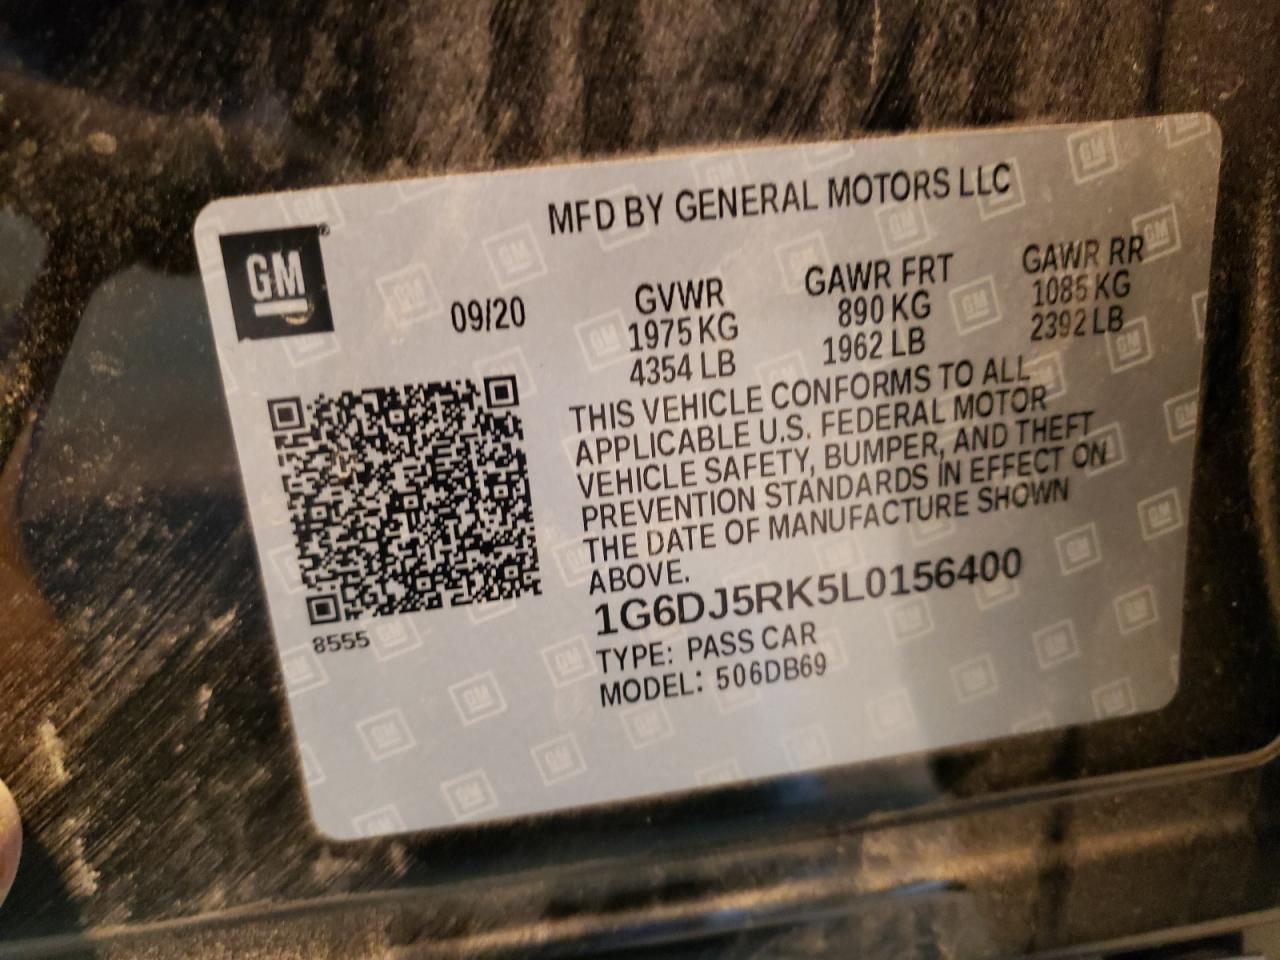 MFD BY GENERAL MOTORS LLC
GM®
09/20
GVWR
1975 KG
4354 LB
GAWR FRT
890 KG
1962 LB
GAWR RR
1085 KG
2392 LB
THIS VEHICLE CONFORMS TO ALL
APPLICABLE U.S. FEDERAL MOTOR
VEHICLE SAFETY, BUMPER, AND THEFT
PREVENTION STANDARDS IN EFFECT ON
THE DATE OF MANUFACTURE SHOWN
ABOVE.
1G6DJ5RK5L0156400
TYPE: PASS CAR
MODEL: 506DB69
8555